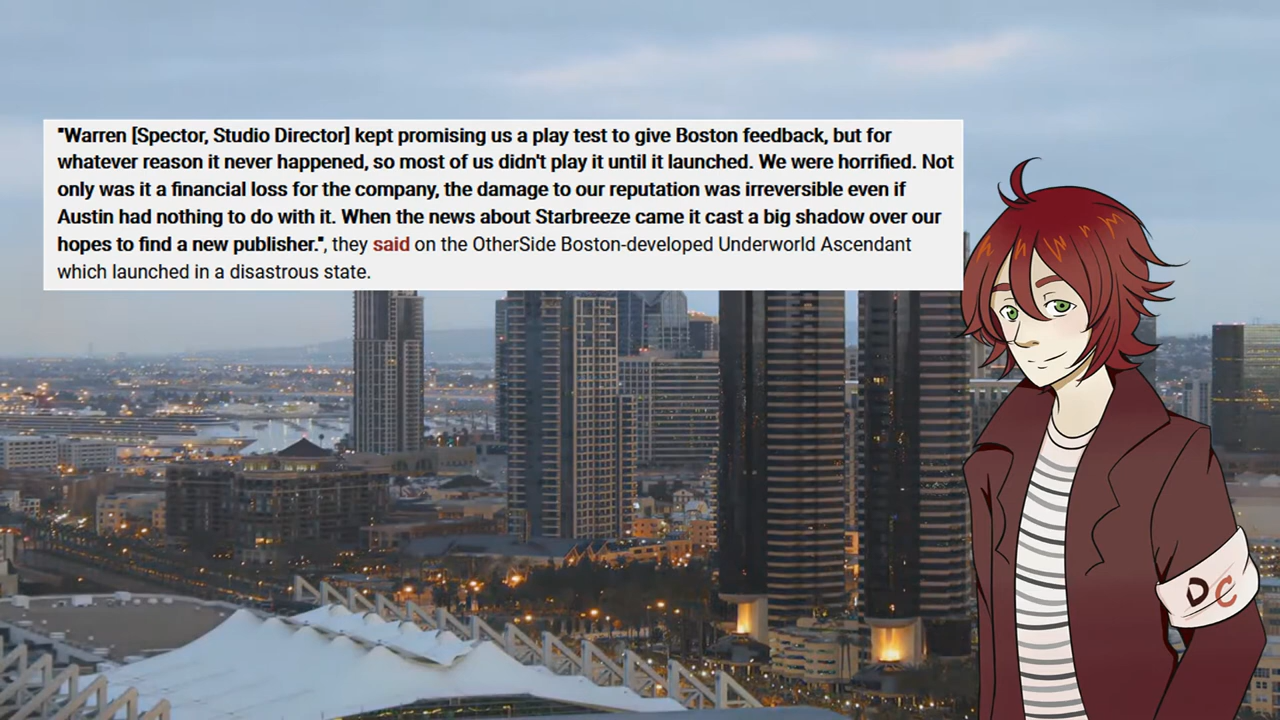 "Warren [Spector, Studio Director] kept promising us a play test to give Boston feedback, but for
whatever reason it never happened, so most of us didn't play it until it launched. We were horrified. Not
only was it a financial loss for the company, the damage to our reputation was irreversible even if
Austin had nothing to do with it. When the news about Starbreeze came it cast a big shadow over our
hopes to find a new publisher.", they said on the OtherSide Boston-developed Underworld Ascendant
which launched in a disastrous state.
DC